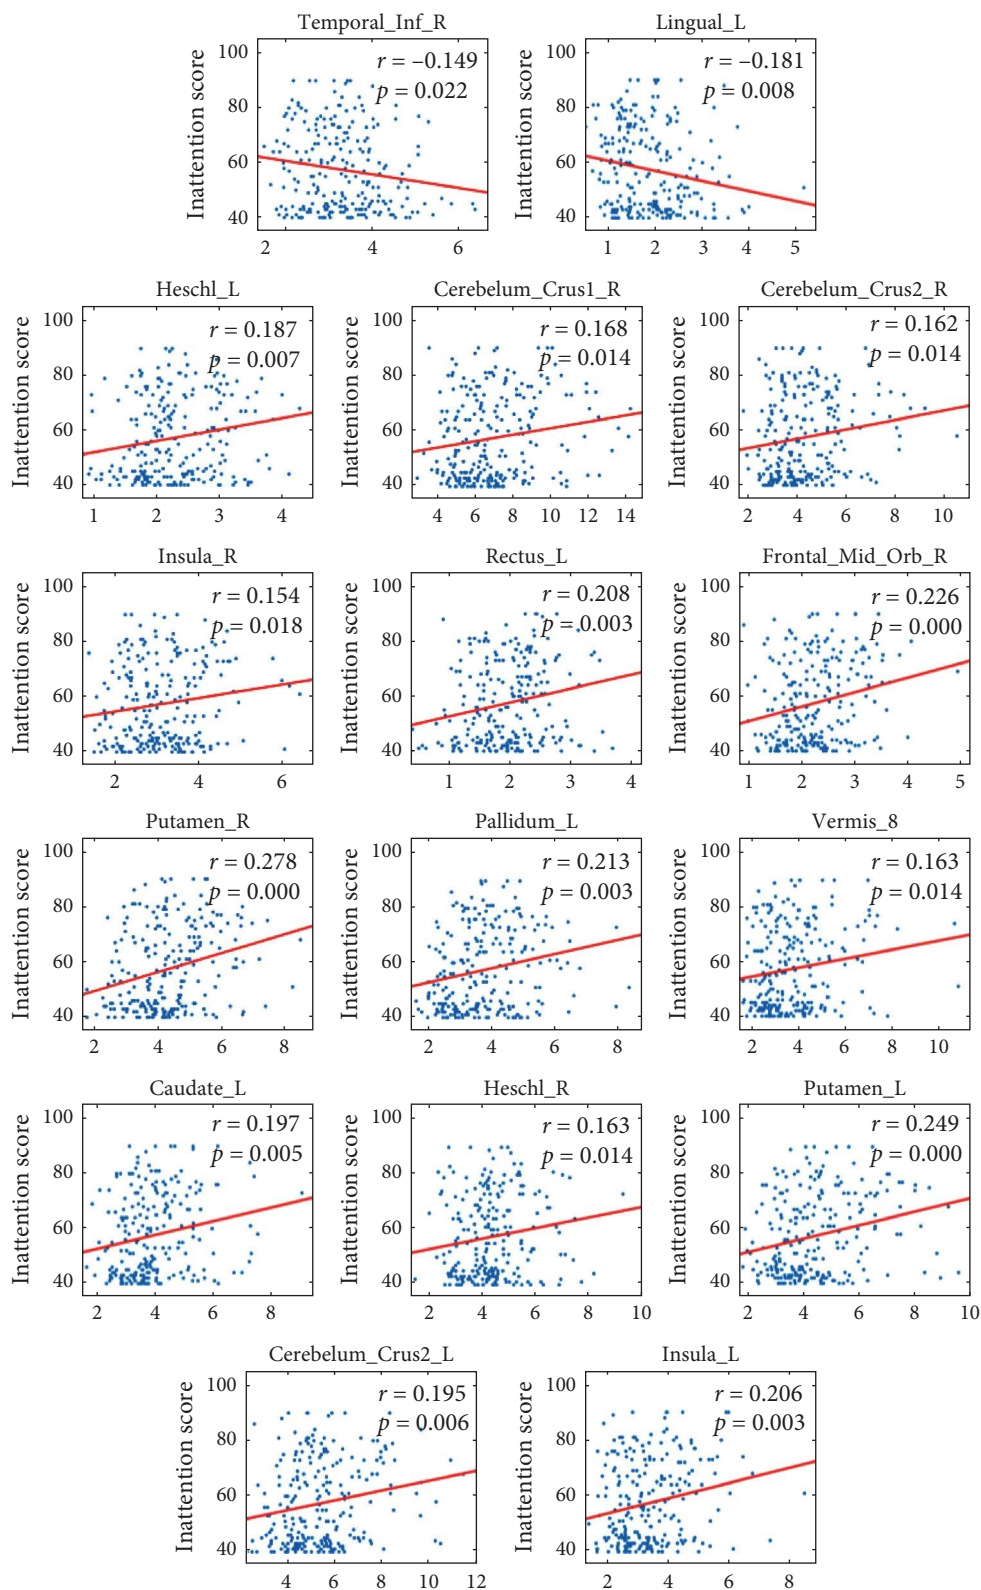 Temporal_Inf_R
Lingual_L
Inattention score
100
80
60
40
r = –0.149
p = 0.022
2 4 6
Inattention score
100
80
60
40
r = –0.181
p = 0.008
1 2 3 4 5
Heschl_L
Cerebelum_Crus1_R
Cerebelum_Crus2_R
Inattention score
100
80
60
40
r = 0.187
p = 0.007
1 2 3 4
Inattention score
100
80
60
40
r = 0.168
p = 0.014
4 6 8 10 12 14
Inattention score
100
80
60
40
r = 0.162
p = 0.014
2 4 6 8 10
Insula_R
Rectus_L
Frontal_Mid_Orb_R
Inattention score
100
80
60
40
r = 0.154
p = 0.018
2 4 6
Inattention score
100
80
60
40
r = 0.208
p = 0.003
1 2 3 4
Inattention score
100
80
60
40
r = 0.226
p = 0.000
1 2 3 4 5
Putamen_R
Pallidum_L
Vermis_8
Inattention score
100
80
60
40
r = 0.278
p = 0.000
2 4 6 8
Inattention score
100
80
60
40
r = 0.213
p = 0.003
2 4 6 8
Inattention score
100
80
60
40
r = 0.163
p = 0.014
2 4 6 8 10
Caudate_L
Heschl_R
Putamen_L
Inattention score
100
80
60
40
r = 0.197
p = 0.005
2 4 6 8
Inattention score
100
80
60
40
r = 0.163
p = 0.014
2 4 6 8 10
Inattention score
100
80
60
40
r = 0.249
p = 0.000
2 4 6 8 10
Cerebelum_Crus2_L
Insula_L
Inattention score
100
80
60
40
r = 0.195
p = 0.006
4 6 8 10 12
Inattention score
100
80
60
40
r = 0.206
p = 0.003
2 4 6 8